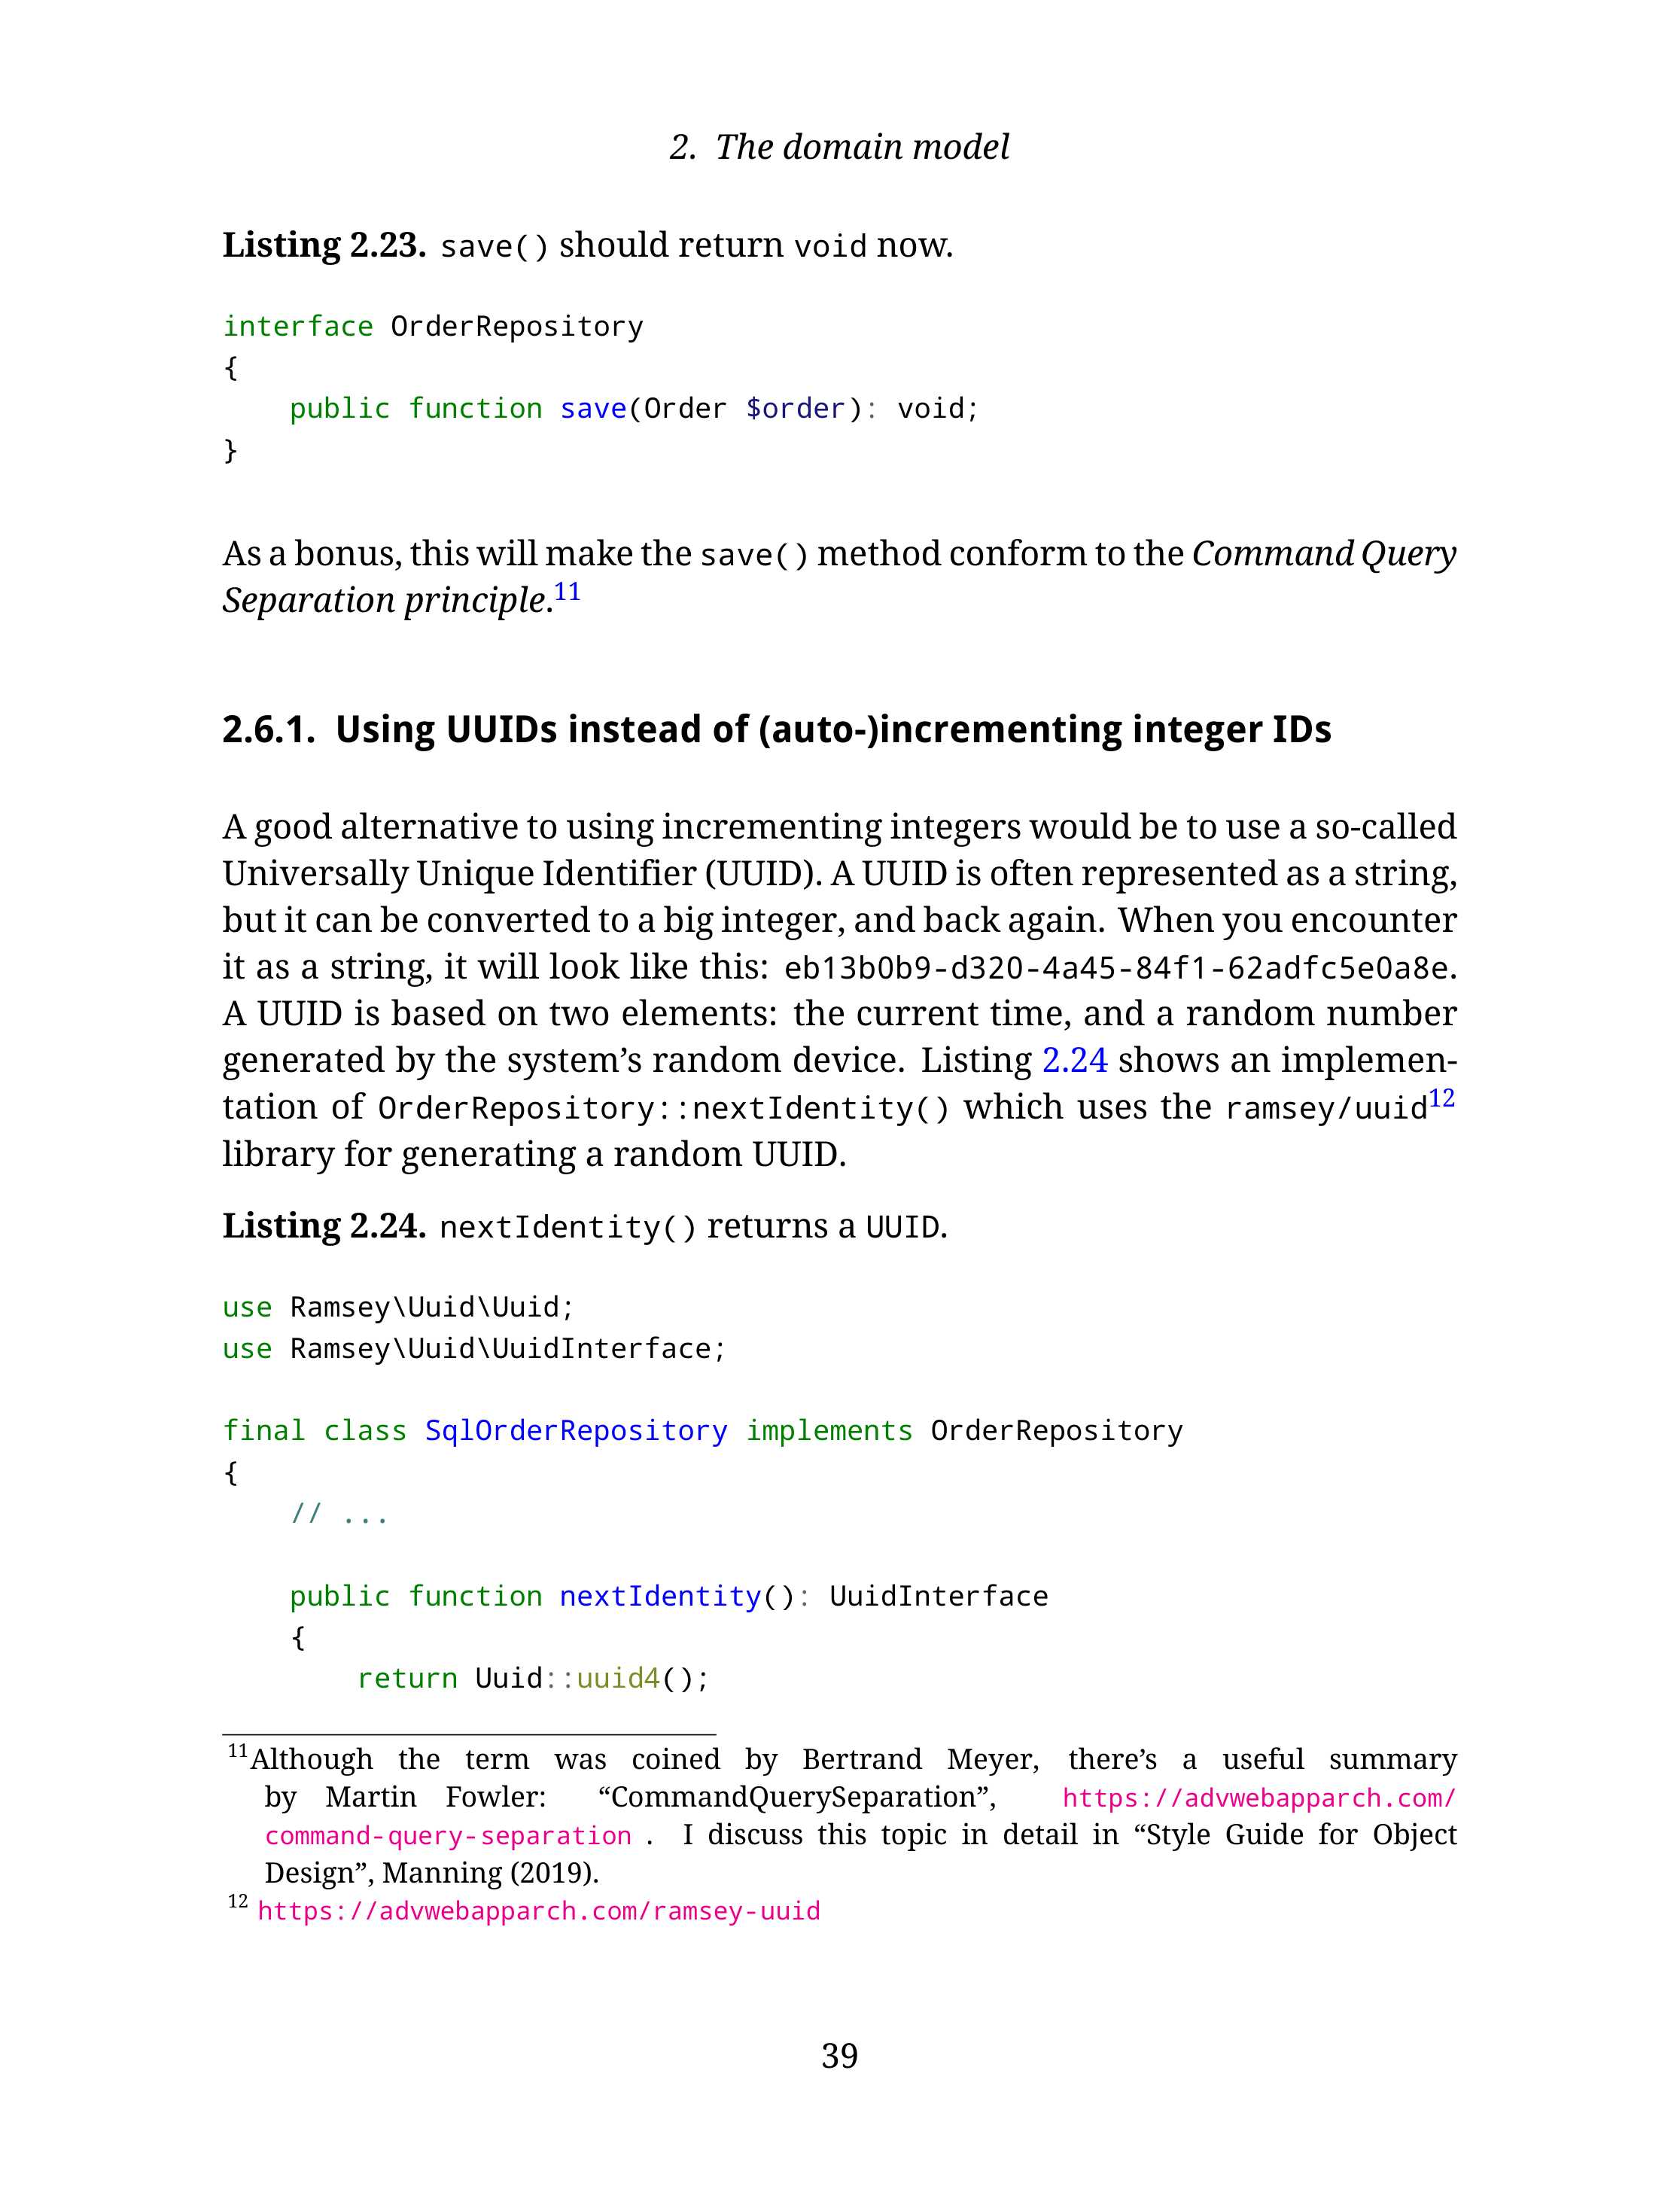 2. The domain model
Listing 2.23. save() should return void now.
interface OrderRepository
{
    public function save(Order $order): void;
}
As a bonus, this will make the save() method conform to the Command Query
Separation principle.11
2.6.1. Using UUIDs instead of (auto-)incrementing integer IDs
A good alternative to using incrementing integers would be to use a so-called
Universally Unique Identifier (UUID). A UUID is often represented as a string,
but it can be converted to a big integer, and back again. When you encounter
it as a string, it will look like this: eb13b0b9-d320-4a45-84f1-62adfc5e0a8e.
A UUID is based on two elements: the current time, and a random number
generated by the system’s random device. Listing 2.24 shows an implemen-
tation of OrderRepository::nextIdentity() which uses the ramsey/uuid12
library for generating a random UUID.
Listing 2.24. nextIdentity() returns a UUID.
use Ramsey\Uuid\Uuid;
use Ramsey\Uuid\UuidInterface;
final class SqlOrderRepository implements OrderRepository
{
    // ...
    public function nextIdentity(): UuidInterface
    {
        return Uuid::uuid4();
11Although the term was coined by Bertrand Meyer, there’s a useful summary
by Martin Fowler: “CommandQuerySeparation”, https://advwebapparch.com/
command-query-separation . I discuss this topic in detail in “Style Guide for Object
Design”, Manning (2019).
12 https://advwebapparch.com/ramsey-uuid
39